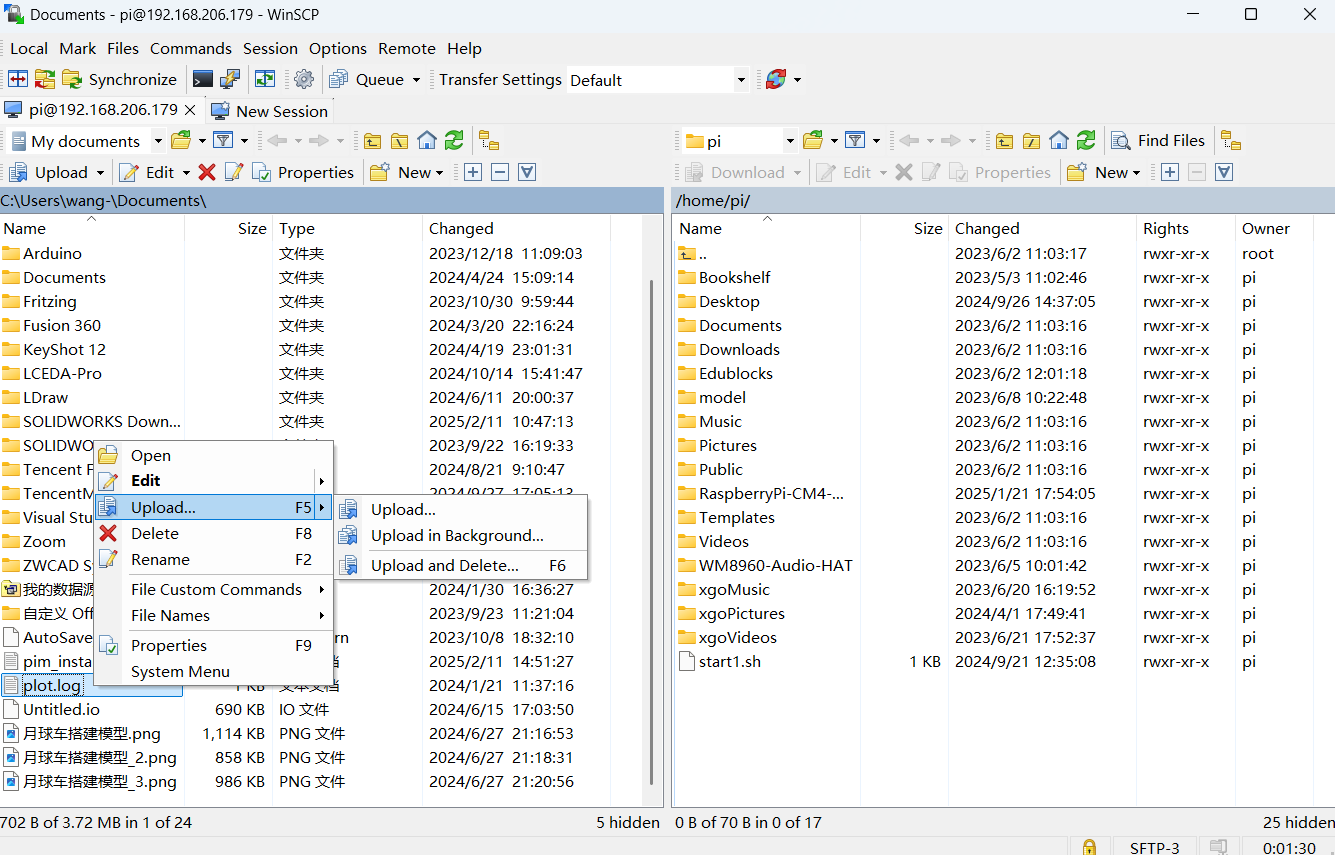 Documents - pi@192.168.206.179 - WinSCP
Local Mark Files Commands Session Options Remote Help
Synchronize Queue Transfer Settings Default
pi@192.168.206.179 New Session
My documents
Upload Edit Properties New
C:\Users\wang-\Documents\
Name Size Type Changed
Arduino 文件夹 2023/12/18 11:09:03
Documents 文件夹 2024/4/24 15:09:14
Fritzing 文件夹 2023/10/30 9:59:44
Fusion 360 文件夹 2024/3/20 22:16:24
KeyShot 12 文件夹 2024/4/19 23:01:31
LCEDA-Pro 文件夹 2024/10/14 15:41:47
LDraw 文件夹 2024/6/11 20:00:37
SOLIDWORKS Down... 文件夹 2025/2/11 10:47:13
SOLIDWO 2023/9/22 16:19:33
Tencent F 2024/8/21 9:10:47
TencentM 2024/9/27 17:05:13
Visual Stu
Zoom
ZWCAD S
我的数据源 2024/1/30 16:36:27
自定义 Off 2023/9/23 11:21:04
AutoSave rn 2023/10/8 18:32:10
pim_insta 2025/2/11 14:51:27
plot.log 1 KB 文本文档 2024/1/21 11:37:16
Untitled.io 690 KB IO 文件 2024/6/15 17:03:50
月球车搭建模型.png 1,114 KB PNG 文件 2024/6/27 21:16:53
月球车搭建模型_2.png 858 KB PNG 文件 2024/6/27 21:18:31
月球车搭建模型_3.png 986 KB PNG 文件 2024/6/27 21:20:56
702 B of 3.72 MB in 1 of 24 5 hidden
Open
Edit
Upload... F5
Delete F8
Rename F2
File Custom Commands
File Names
Properties F9
System Menu
Upload...
Upload in Background...
Upload and Delete... F6
pi Find Files
Download Edit Properties New
/home/pi/
Name Size Changed Rights Owner
.. 2023/6/2 11:03:17 rwxr-xr-x root
Bookshelf 2023/5/3 11:02:46 rwxr-xr-x pi
Desktop 2024/9/26 14:37:05 rwxr-xr-x pi
Documents 2023/6/2 11:03:16 rwxr-xr-x pi
Downloads 2023/6/2 11:03:16 rwxr-xr-x pi
Edublocks 2023/6/2 12:01:18 rwxr-xr-x pi
model 2023/6/8 10:22:48 rwxr-xr-x pi
Music 2023/6/2 11:03:16 rwxr-xr-x pi
Pictures 2023/6/2 11:03:16 rwxr-xr-x pi
Public 2023/6/2 11:03:16 rwxr-xr-x pi
RaspberryPi-CM4-... 2025/1/21 17:54:05 rwxr-xr-x pi
Templates 2023/6/2 11:03:16 rwxr-xr-x pi
Videos 2023/6/2 11:03:16 rwxr-xr-x pi
WM8960-Audio-HAT 2023/6/5 10:01:42 rwxr-xr-x pi
xgoMusic 2023/6/20 16:19:52 rwxr-xr-x pi
xgoPictures 2024/4/1 17:49:41 rwxr-xr-x pi
xgoVideos 2023/6/21 17:52:37 rwxr-xr-x pi
start1.sh 1 KB 2024/9/21 12:35:08 rwxr-xr-x pi
0 B of 70 B in 0 of 17 25 hidden
SFTP-3 0:01:30